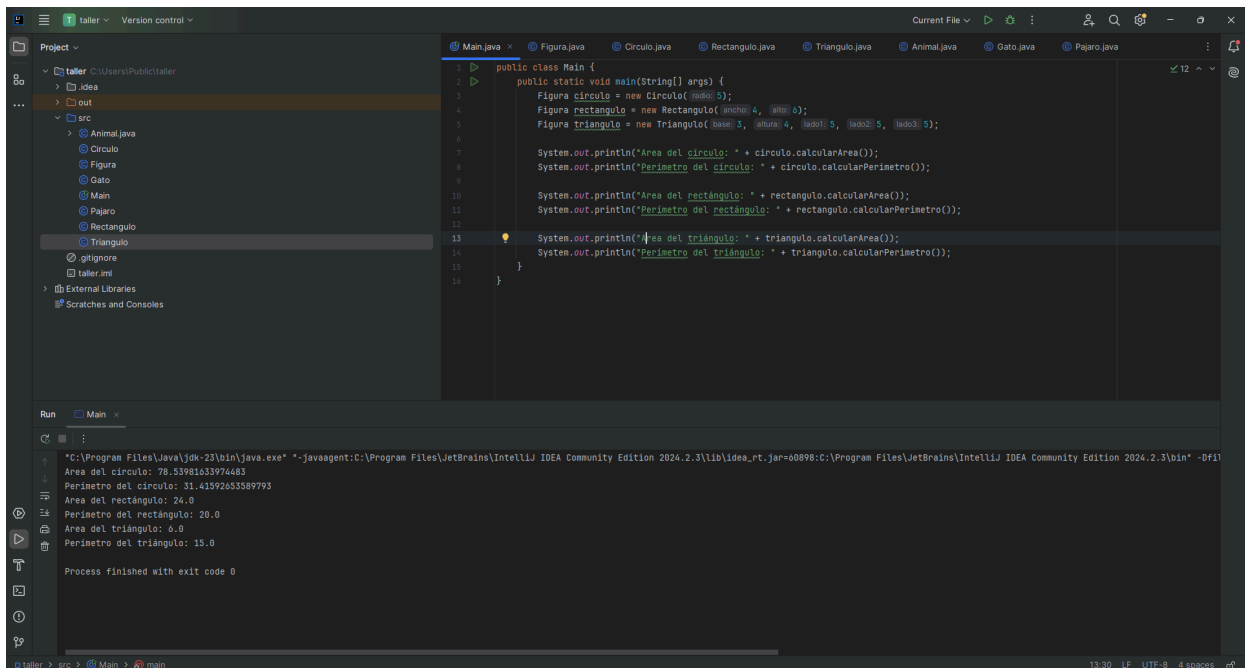 taller Version control Current File
Project
Main.java Figura.java Circulo.java Rectangulo.java Triangulo.java Animal.java Gato.java Pajaro.java
taller C:\Users\Public\taller
.idea
out
src
Animal.java
Circulo
Figura
Gato
Main
Pajaro
Rectangulo
Triangulo
.gitignore
taller.iml
External Libraries
Scratches and Consoles
12
1 public class Main {
2 public static void main(String[] args) {
3 Figura circulo = new Circulo( radio: 5);
4 Figura rectangulo = new Rectangulo( ancho: 4, alto: 6);
5 Figura triangulo = new Triangulo( base: 3, altura: 4, lado1: 5, lado2: 5, lado3: 5);
6
7 System.out.println("Area del circulo: " + circulo.calcularArea());
8 System.out.println("Perimetro del circulo: " + circulo.calcularPerimetro());
9
10 System.out.println("Area del rectángulo: " + rectangulo.calcularArea());
11 System.out.println("Perimetro del rectángulo: " + rectangulo.calcularPerimetro());
12
13 System.out.println("Area del triángulo: " + triangulo.calcularArea());
14 System.out.println("Perimetro del triángulo: " + triangulo.calcularPerimetro());
15 }
16 }
Run Main
"C:\Program Files\Java\jdk-23\bin\java.exe" "-javaagent:C:\Program Files\JetBrains\IntelliJ IDEA Community Edition 2024.2.3\lib\idea_rt.jar=60898:C:\Program Files\JetBrains\IntelliJ IDEA Community Edition 2024.2.3\bin" -Dfil
Area del circulo: 78.53981633974483
Perimetro del circulo: 31.41592653589793
Area del rectángulo: 24.0
Perimetro del rectángulo: 20.0
Area del triángulo: 6.0
Perimetro del triángulo: 15.0
Process finished with exit code 0
taller > src > Main > main 13:30 LF UTF-8 4 spaces